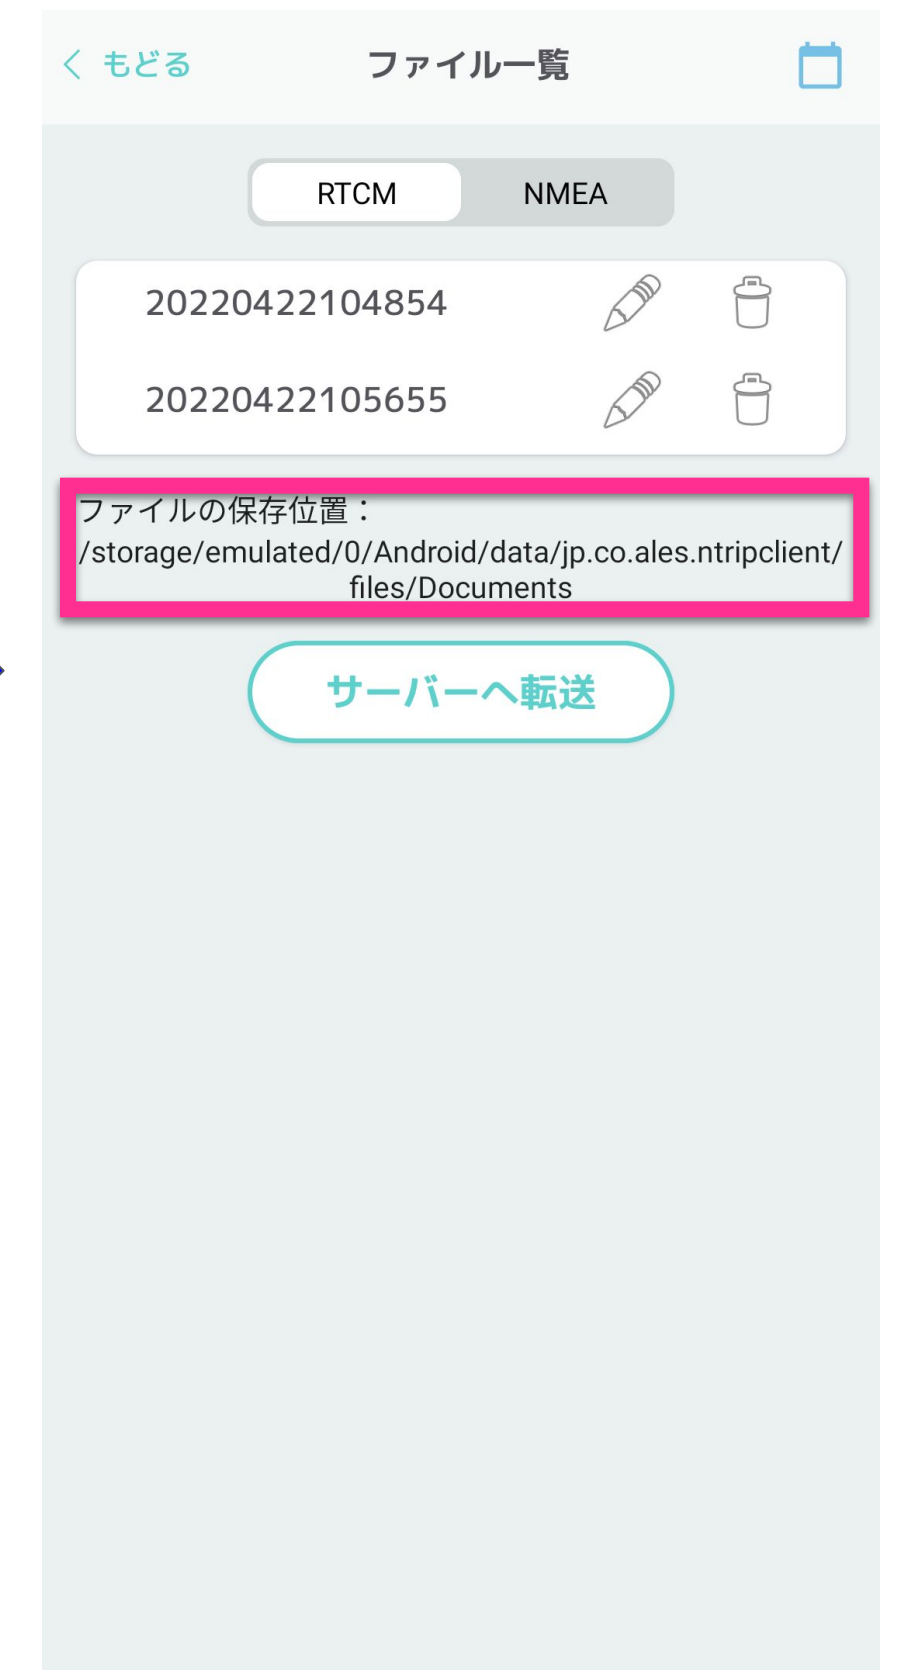 もどる
ファイル一覧
RTCM
NMEA
20220422104854
20220422105655
ファイルの保存位置：
/storage/emulated/0/Android/data/jp.co.ales.ntripclient/
files/Documents
サーバーへ転送